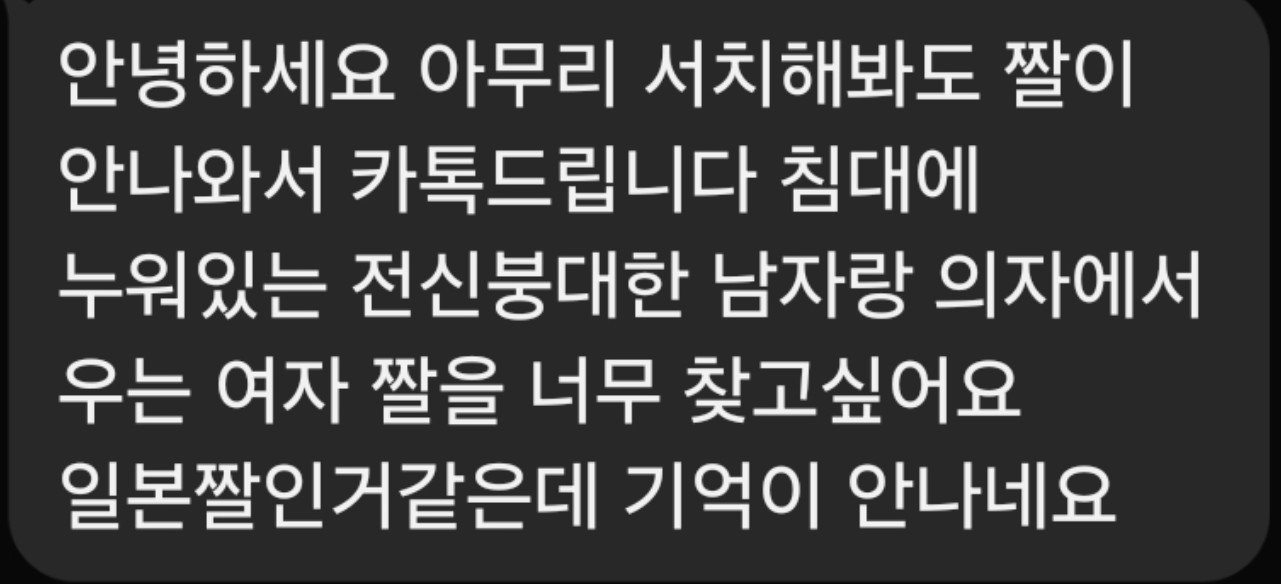 안녕하세요 아무리 서치해봐도 짤이
안나와서 카톡드립니다 침대에
누워있는 전신붕대한 남자랑 의자에서
우는 여자 짤을 너무 찾고싶어요
일본짤인거같은데 기억이 안나네요